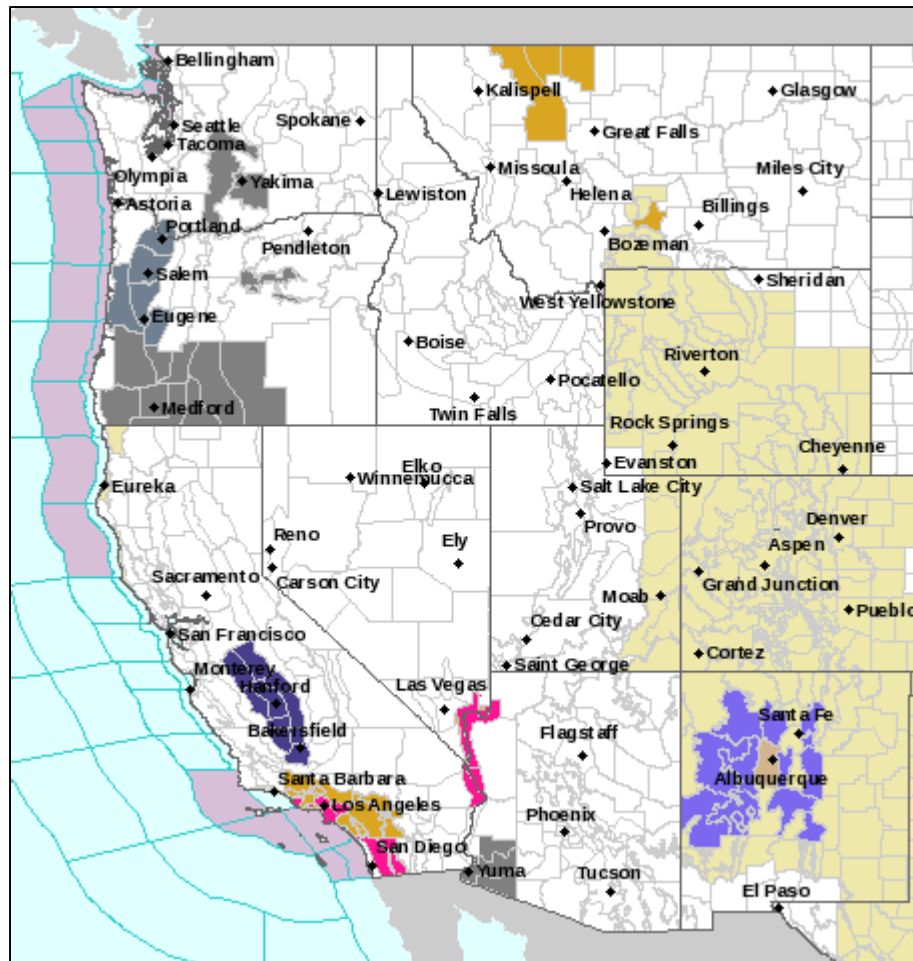 Bellingham
Kalispell
Glasgow
Seattle
Spokane
Great Falls
Tacoma
Olympia
Missoula
Miles City
Yakima
Lewiston
Helena
Astoria
Billings
Portland
Pendleton
Bozeman
Salem
West Yellowstone
Sheridan
Eugene
Boise
Riverton
Pocatello
Medford
Twin Falls
Rock Springs
Cheyenne
Elko
Evanston
Eureka
Winnemucca
Salt Lake City
Provo
Denver
Reno
Ely
Aspen
Sacramento
Carson City
Grand Junction
Moab
Pueblo
Cedar City
San Francisco
Cortez
Monterey
Saint George
Hanford
Las Vegas
Santa Fe
Bakersfield
Flagstaff
Albuquerque
Santa Barbara
Los Angeles
Phoenix
San Diego
Yuma
Tucson
El Paso